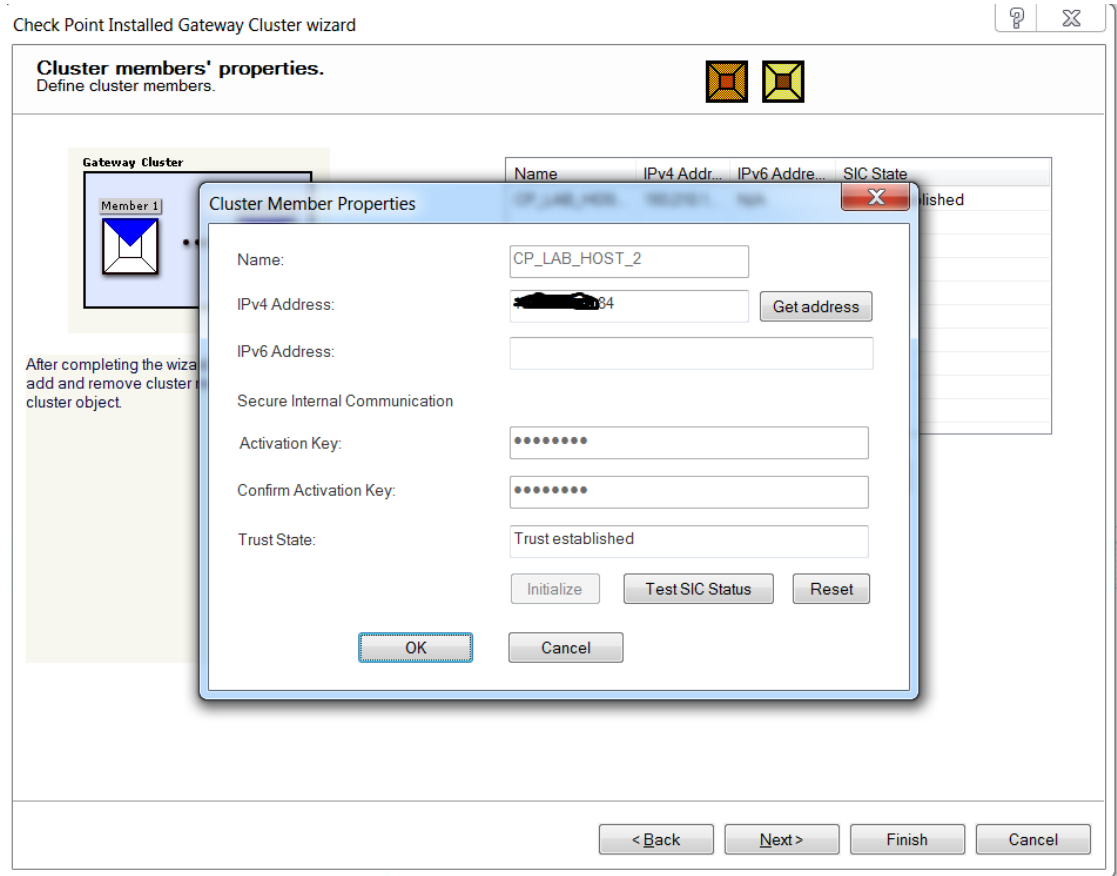 Check Point Installed Gateway Cluster wizard
Cluster members' properties.
Define cluster members.
Gateway Cluster
Member 1
Name IPv4 Addr... IPv6 Addre... SIC State
lished
Cluster Member Properties
Name: CP_LAB_HOST_2
IPv4 Address: 84 Get address
IPv6 Address:
Secure Internal Communication
Activation Key: ●●●●●●●●
Confirm Activation Key: ●●●●●●●●
Trust State: Trust established
Initialize Test SIC Status Reset
OK Cancel
After completing the wiza
add and remove cluster
cluster object.
< Back Next > Finish Cancel